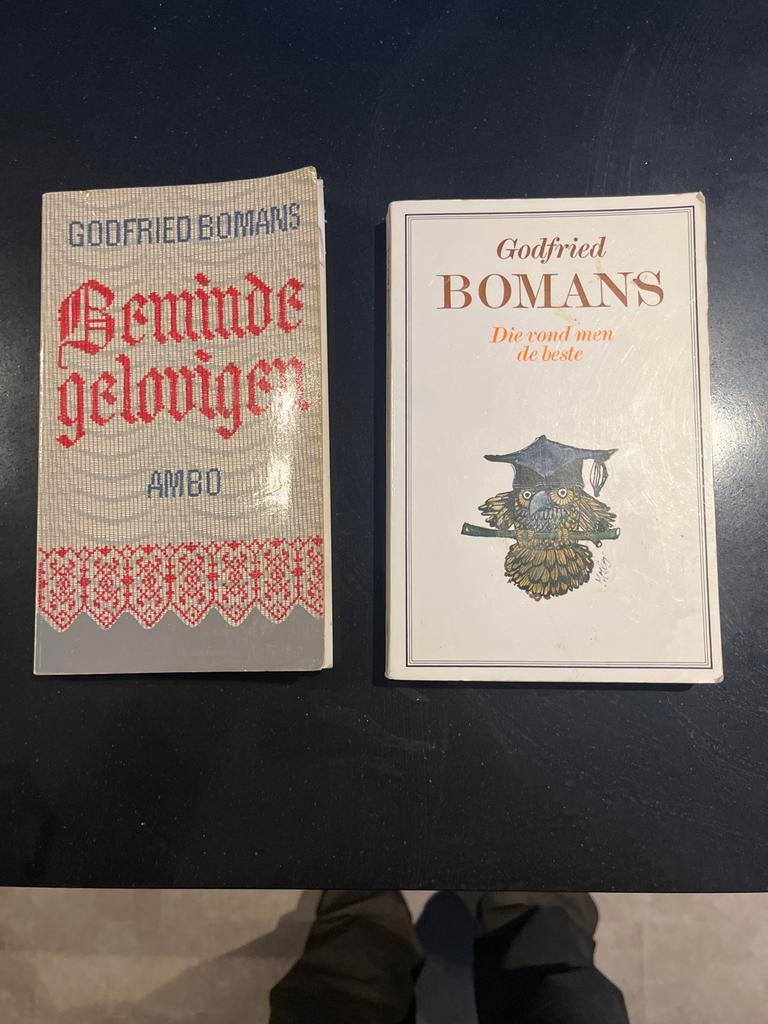 GODFRIED BOMANS
Beminde
gelovigen
AMBO
Godfried
BOMANS
Die vond men
de beste